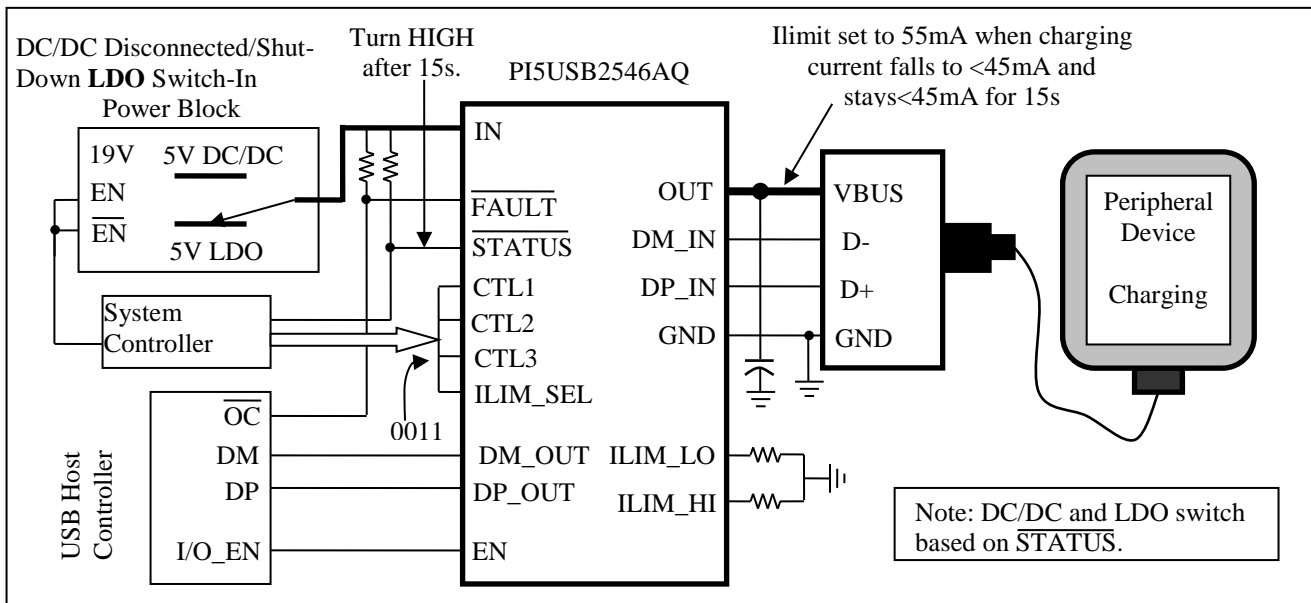 DC/DC Disconnected/Shut-
Down LDO Switch-In
Power Block
Turn HIGH
after 15s.
PI5USB2546AQ
Ilimit set to 55mA when charging
current falls to <45mA and
stays<45mA for 15s
19V
5V DC/DC
EN
EN
5V LDO
System
Controller
USB Host
Controller
OC
DM
DP
I/O_EN
0011
IN
FAULT
STATUS
CTL1
CTL2
CTL3
ILIM_SEL
DM_OUT
DP_OUT
EN
OUT
DM_IN
DP_IN
GND
ILIM_LO
ILIM_HI
VBUS
D-
D+
GND
Peripheral
Device
Charging
Note: DC/DC and LDO switch
based on STATUS.